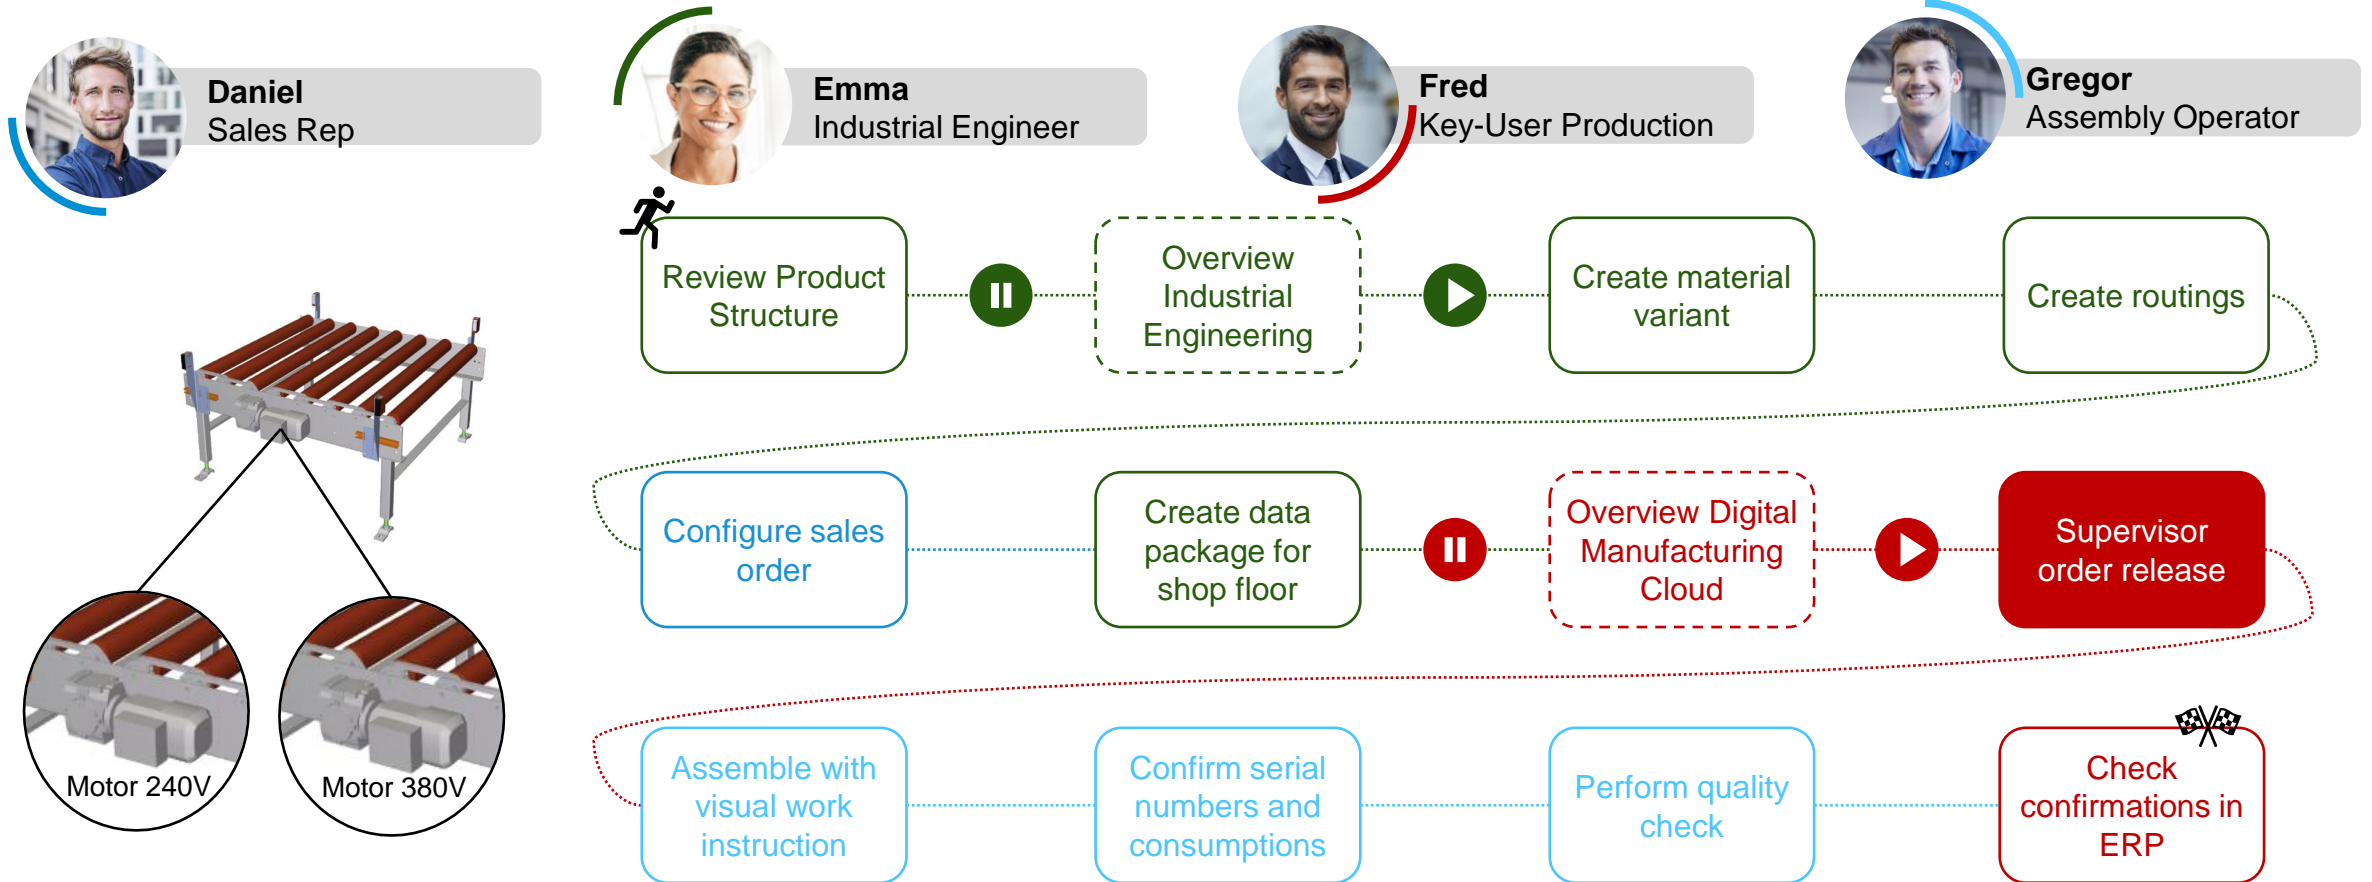 Daniel
Sales Rep
Emma
Industrial Engineer
Fred
Key-User Production
Gregor
Assembly Operator
Review Product
Structure
Overview
Industrial
Engineering
Create material
variant
Create routings
Configure sales
order
Create data
package for
shop floor
Overview Digital
Manufacturing
Cloud
Supervisor
order release
Motor 240V
Motor 380V
Assemble with
visual work
instruction
Confirm serial
numbers and
consumptions
Perform quality
check
Check
confirmations in
ERP